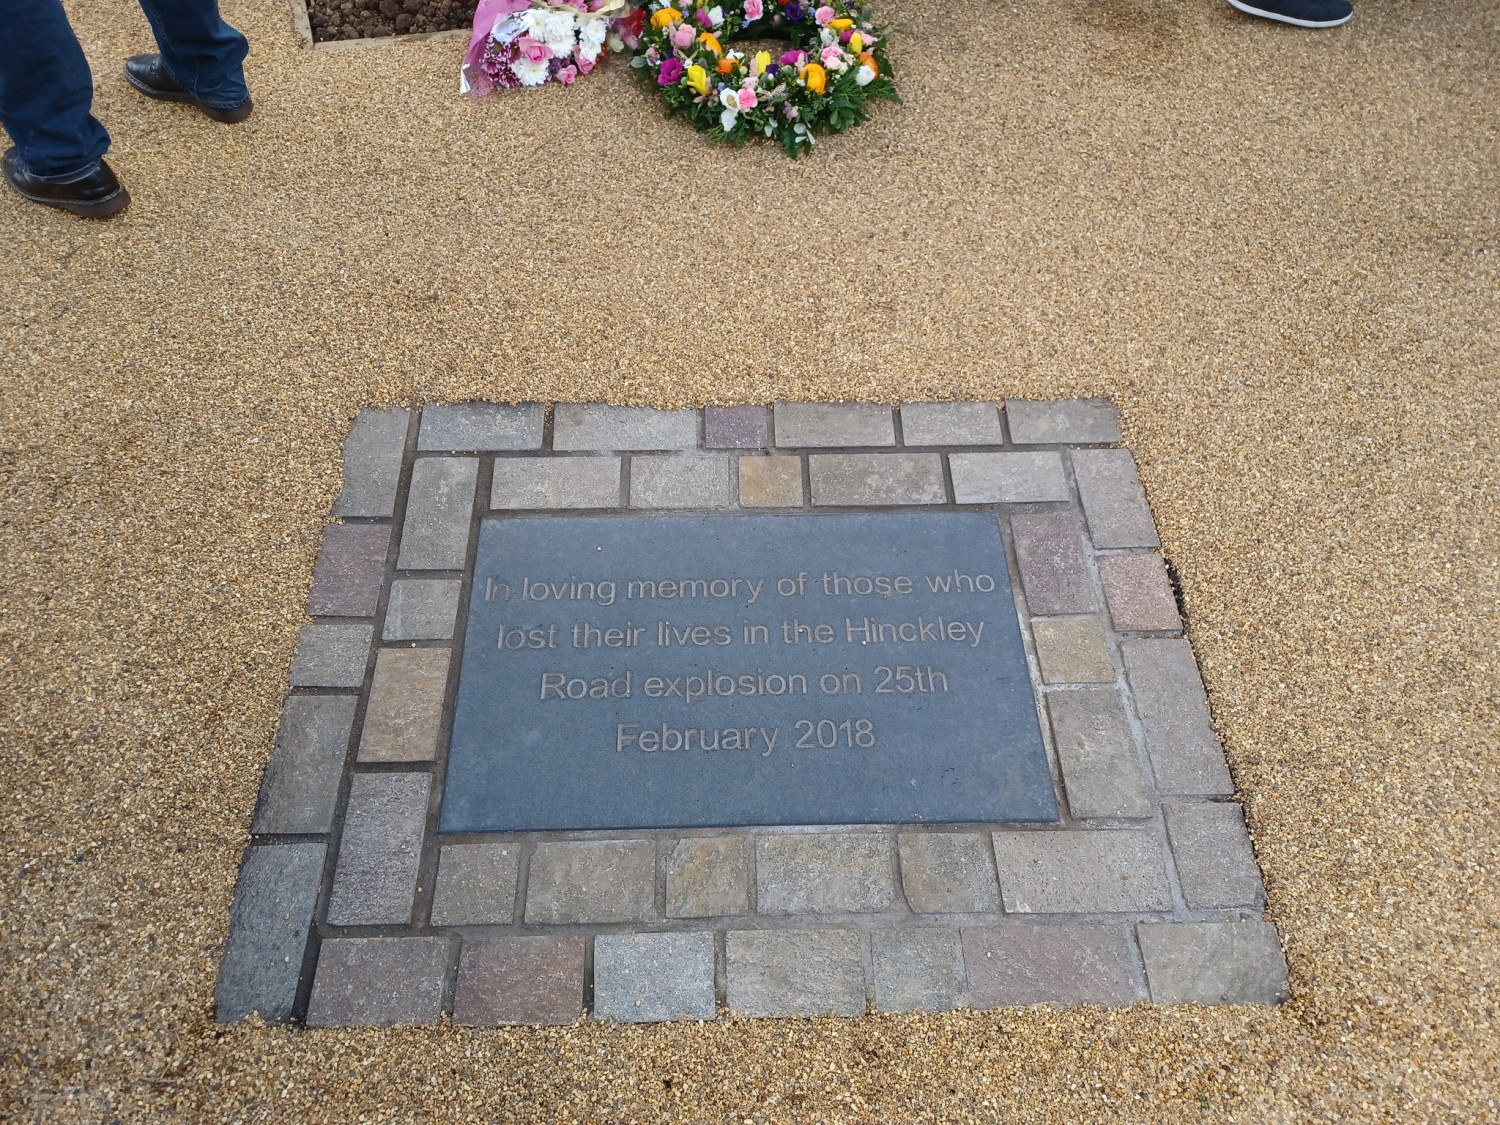 In loving memory of those who
lost their lives in the Hinckley
Road explosion on 25th
February 2018